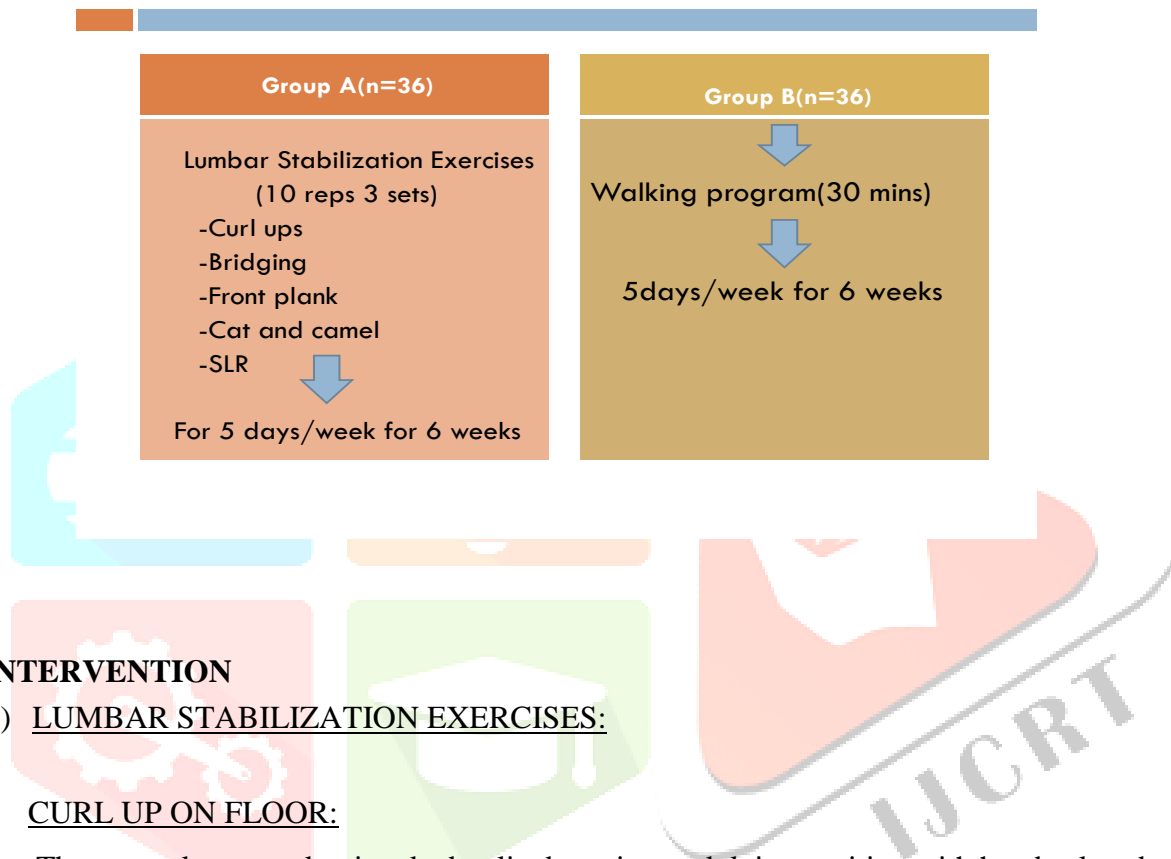 Group A(n=36)
Lumbar Stabilization Exercises
(10 reps 3 sets)
-Curl ups
-Bridging
-Front plank
-Cat and camel
-SLR
For 5 days/week for 6 weeks
Group B(n=36)
Walking program(30 mins)
5days/week for 6 weeks
NTERVENTION
) LUMBAR STABILIZATION EXERCISES:
CURL UP ON FLOOR:
IJCRT